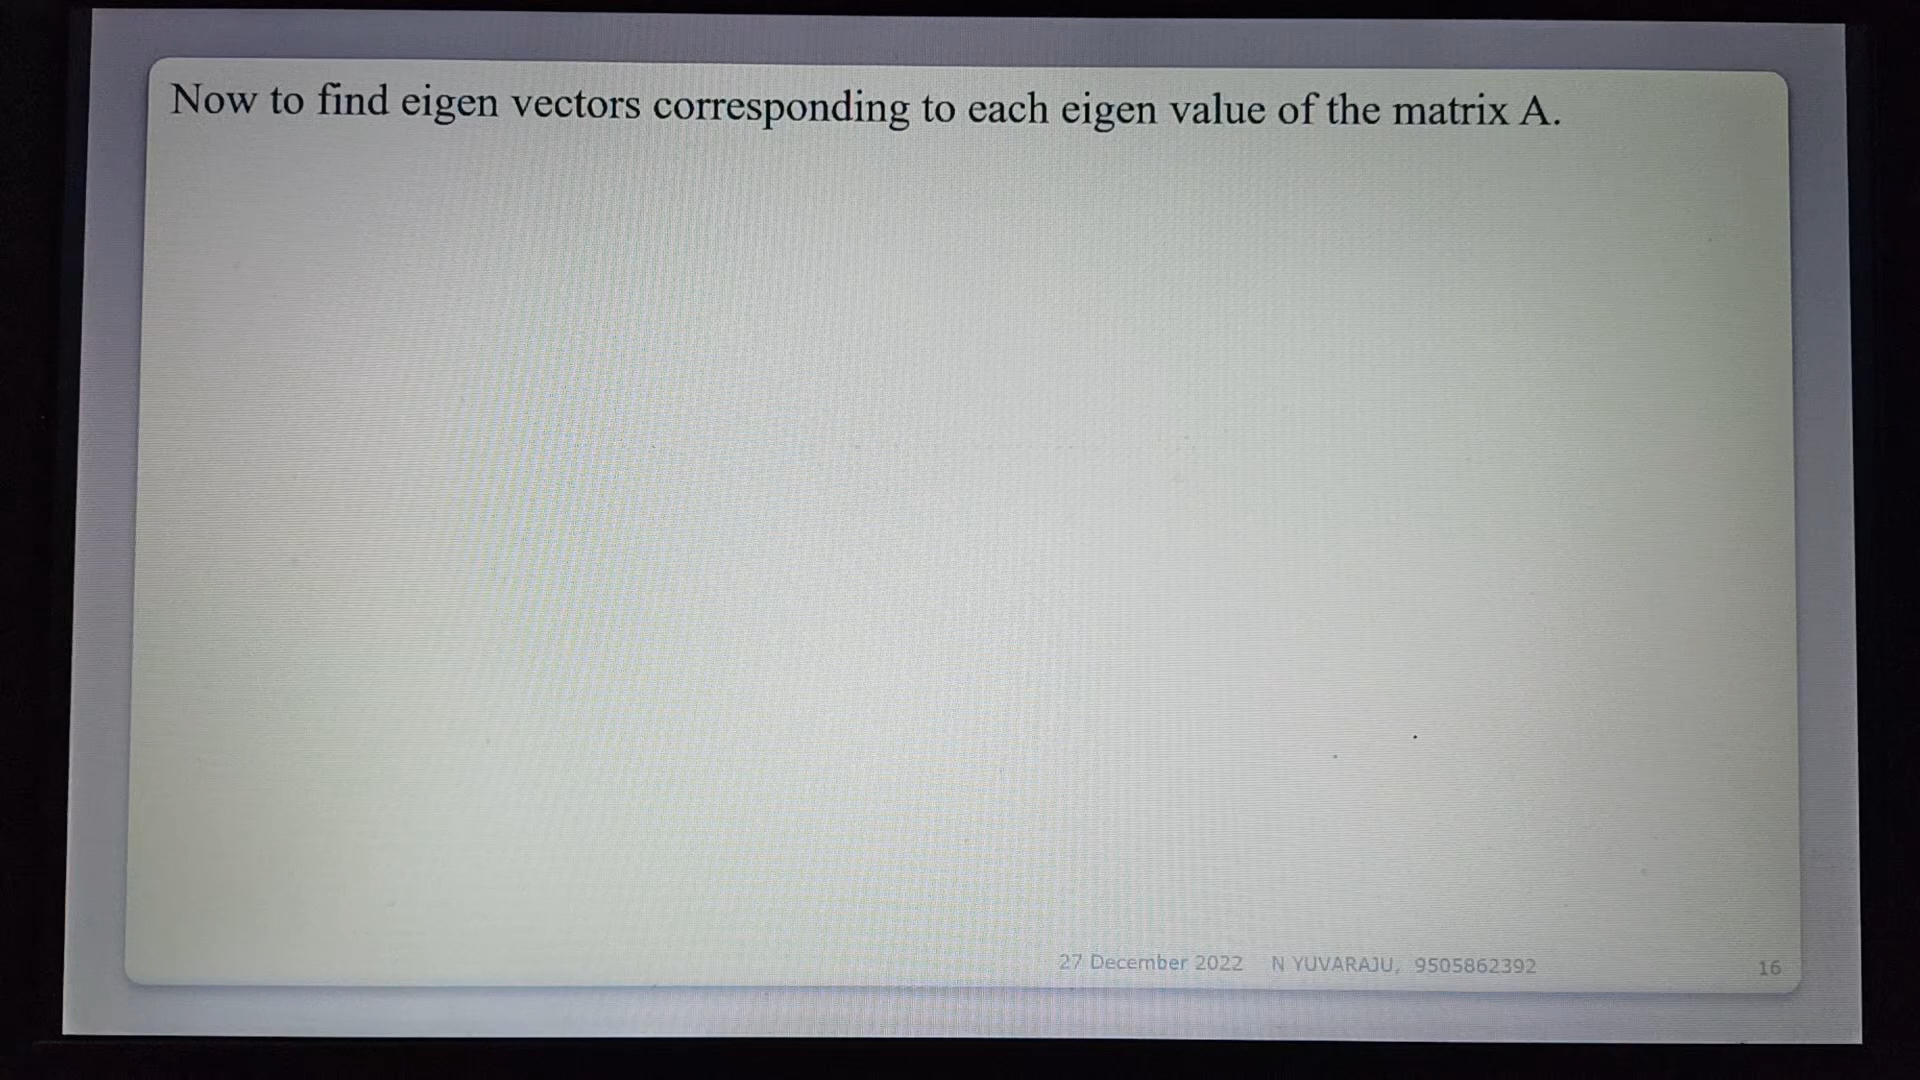 Now to find eigen vectors corresponding to each eigen value of the matrix A.
27 December 2022 N YUVARAJU, 9505862392 16